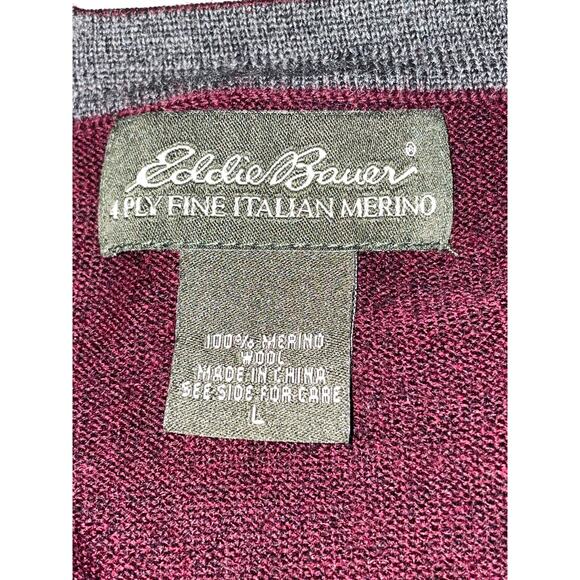 Eddie Bauer®
4 PLY FINE ITALIAN MERINO
100% MERINO
WOOL
MADE IN CHINA
SEE SIDE FOR CARE
L